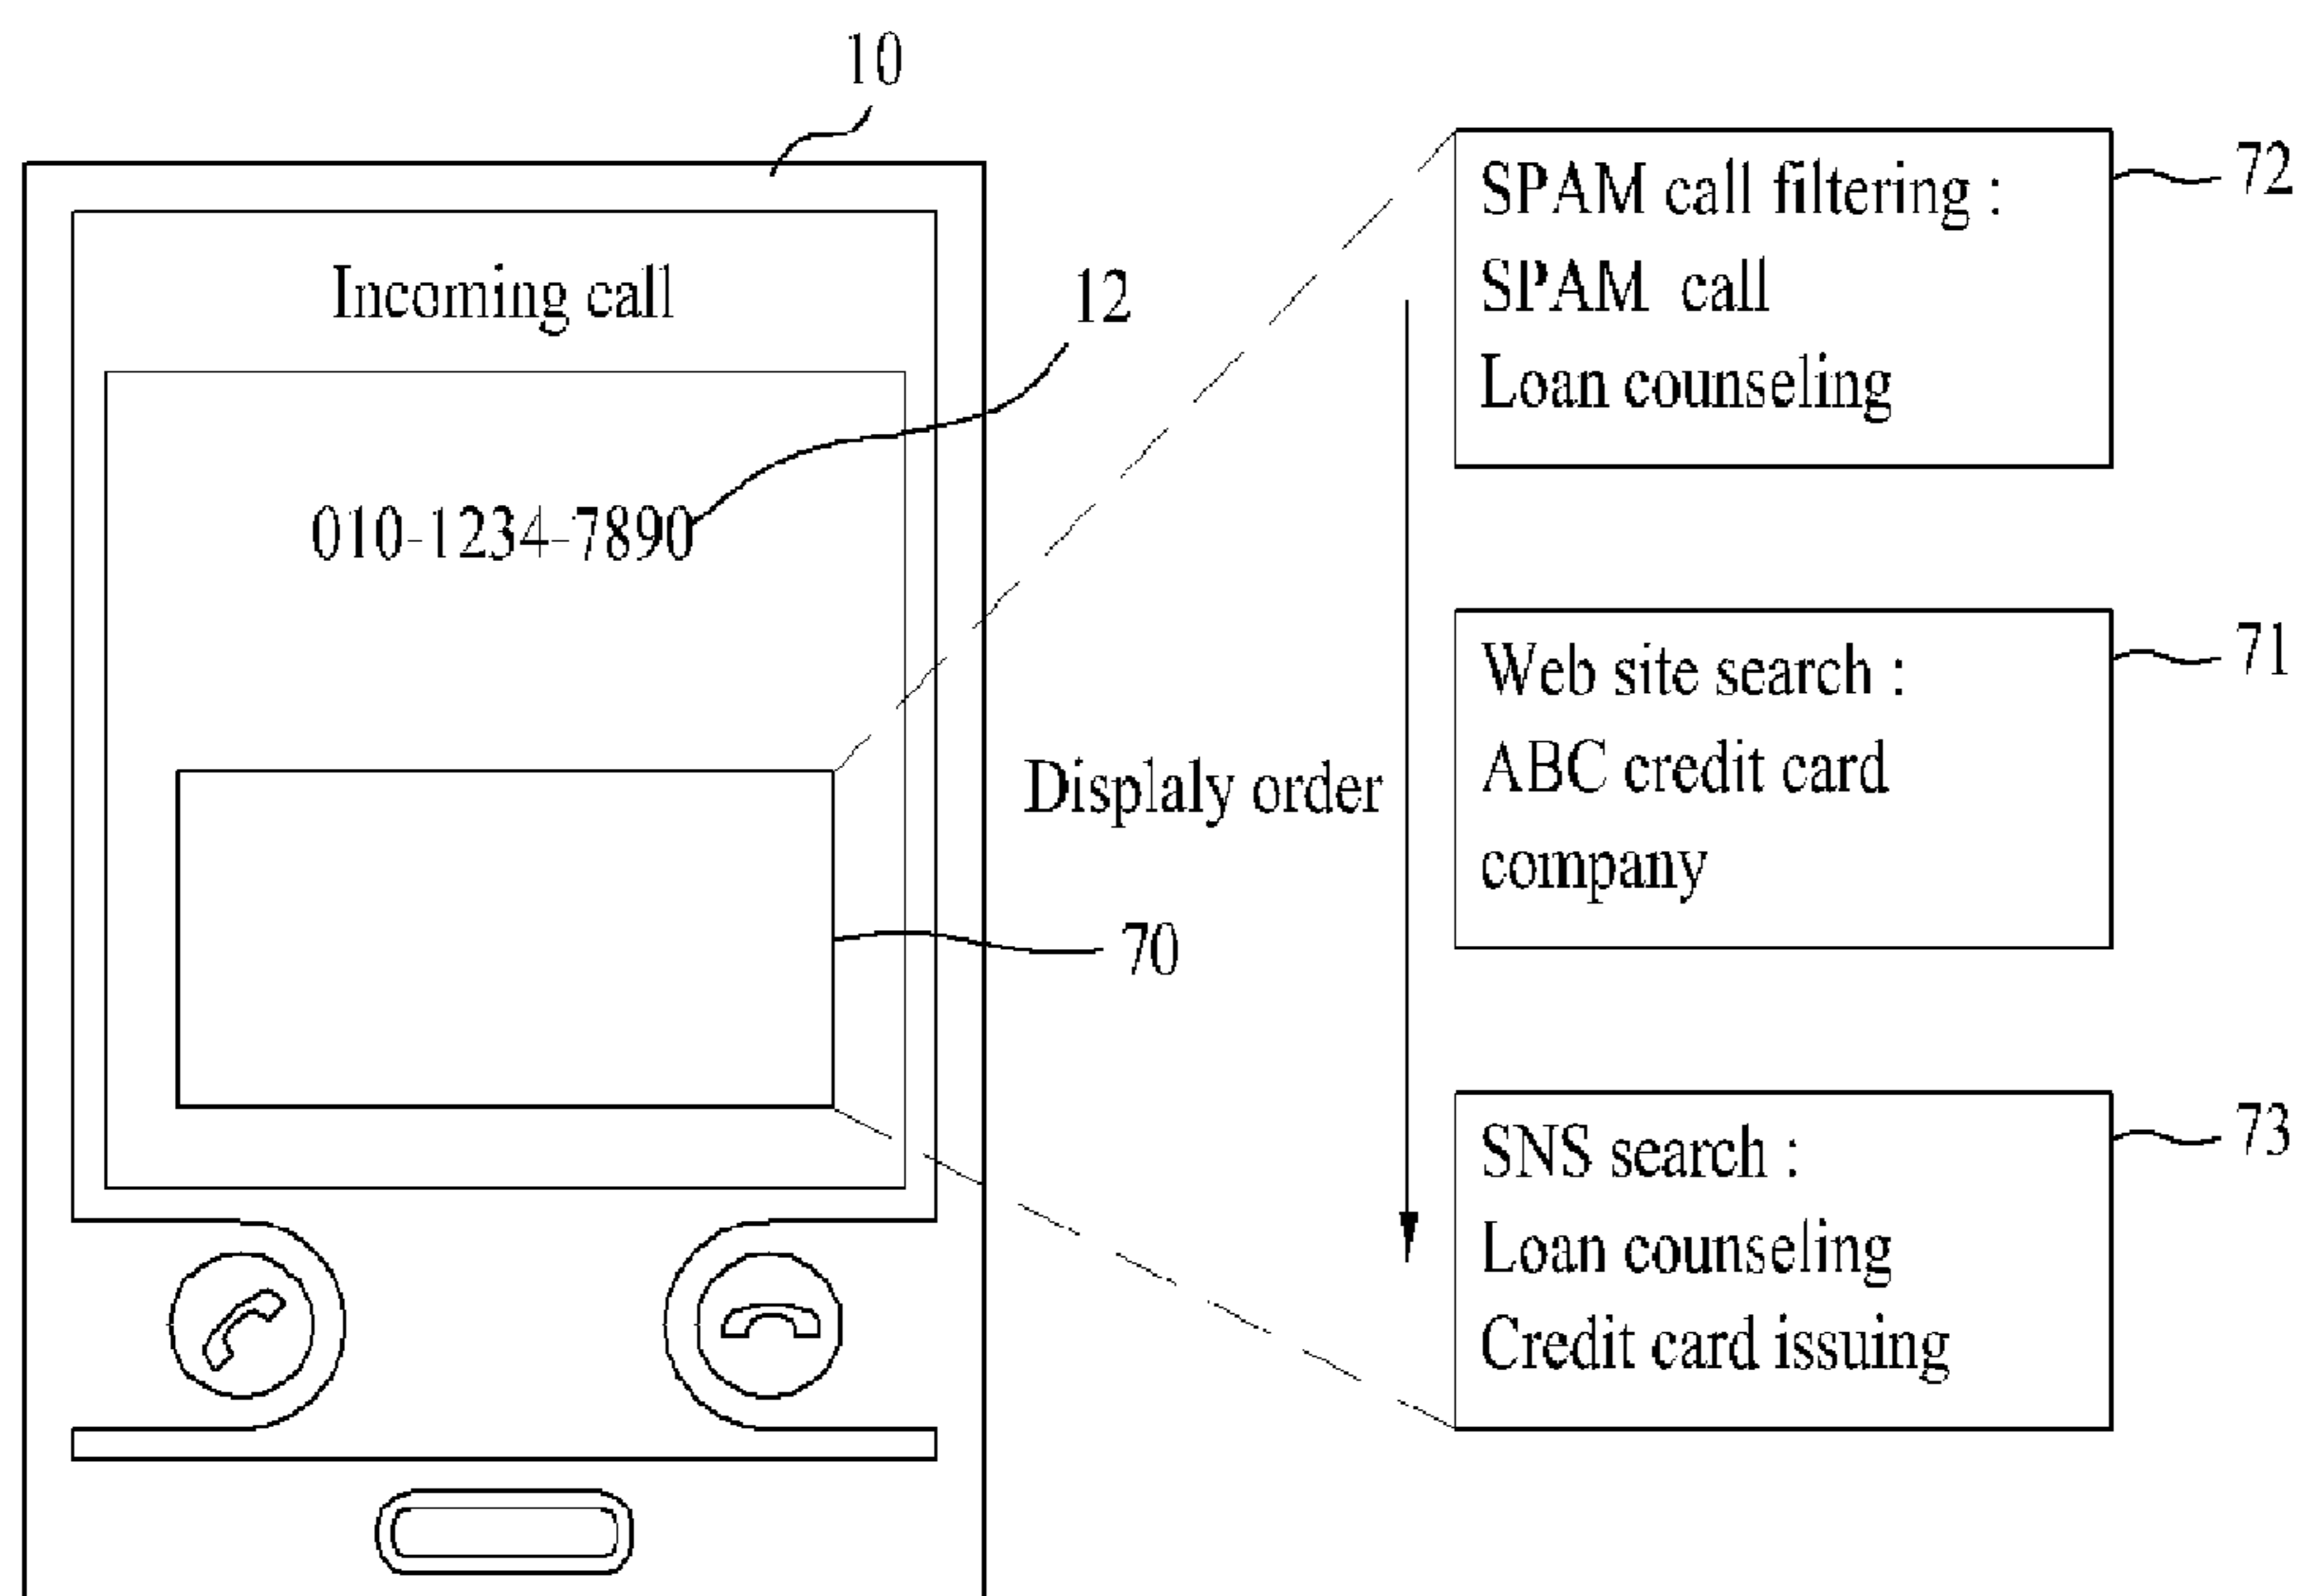 10
Incoming call
12
010-1234-7890
Displaly order
70
SPAM call filtering :
SPAM call
Loan counseling
72
Web site search :
ABC credit card
company
71
SNS search :
Loan counseling
Credit card issuing
73